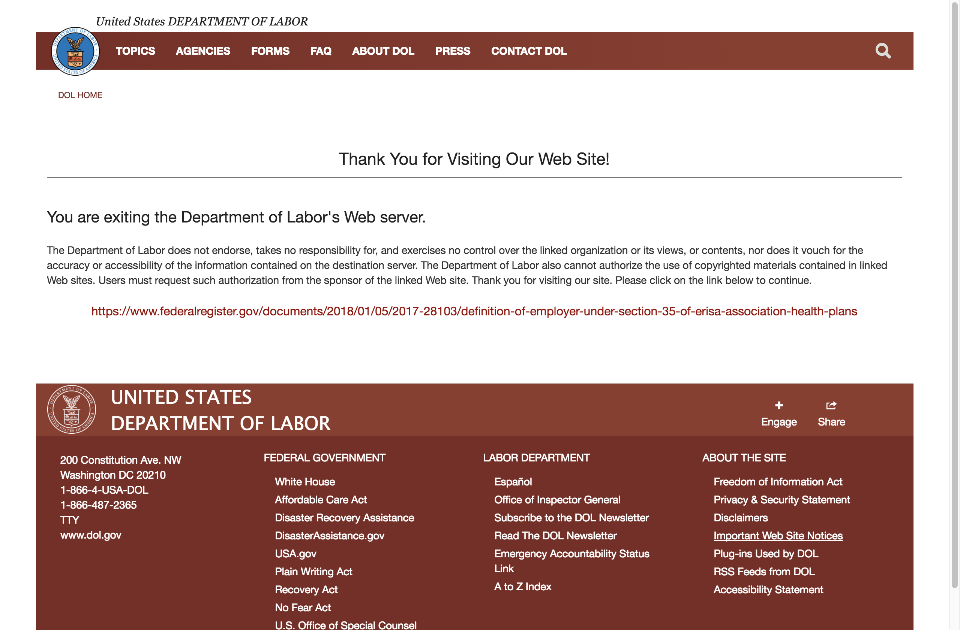 United States DEPARTMENT OF LABOR
TOPICS AGENCIES FORMS FAQ ABOUT DOL PRESS CONTACT DOL
DOL HOME
Thank You for Visiting Our Web Site!
You are exiting the Department of Labor's Web server.
The Department of Labor does not endorse, takes no responsibility for, and exercises no control over the linked organization or its views, or contents, nor does it vouch for the
accuracy or accessibility of the information contained on the destination server. The Department of Labor also cannot authorize the use of copyrighted materials contained in linked
Web sites. Users must request such authorization from the sponsor of the linked Web site. Thank you for visiting our site. Please click on the link below to continue.
https://www.federalregister.gov/documents/2018/01/05/2017-28103/definition-of-employer-under-section-35-of-erisa-association-health-plans
UNITED STATES
DEPARTMENT OF LABOR
Engage
Share
200 Constitution Ave. NW
Washington DC 20210
1-866-4-USA-DOL
1-866-487-2365
TTY
www.dol.gov
FEDERAL GOVERNMENT
White House
Affordable Care Act
Disaster Recovery Assistance
DisasterAssistance.gov
USA.gov
Plain Writing Act
Recovery Act
No Fear Act
U.S. Office of Special Counsel
LABOR DEPARTMENT
Español
Office of Inspector General
Subscribe to the DOL Newsletter
Read The DOL Newsletter
Emergency Accountability Status
Link
A to Z Index
ABOUT THE SITE
Freedom of Information Act
Privacy & Security Statement
Disclaimers
Important Web Site Notices
Plug-ins Used by DOL
RSS Feeds from DOL
Accessibility Statement